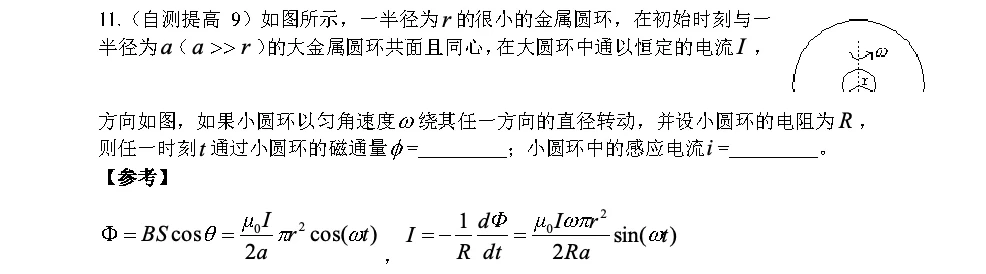 11.（自测提高 9）如图所示，一半径为r的很小的金属圆环，在初始时刻与一
半径为a（a >> r）的大金属圆环共面且同心，在大圆环中通以恒定的电流I，
ω
r
方向如图，如果小圆环以匀角速度ω绕其任一方向的直径转动，并设小圆环的电阻为R，
则任一时刻t通过小圆环的磁通量ϕ=_________；小圆环中的感应电流i=_________。
【参考】
Φ = BS cosθ = \frac{μ₀I}{2a} πr² cos(ωt) , I = -\frac{1}{R} \frac{dΦ}{dt} = \frac{μ₀Iωπr²}{2Ra} sin(ωt)